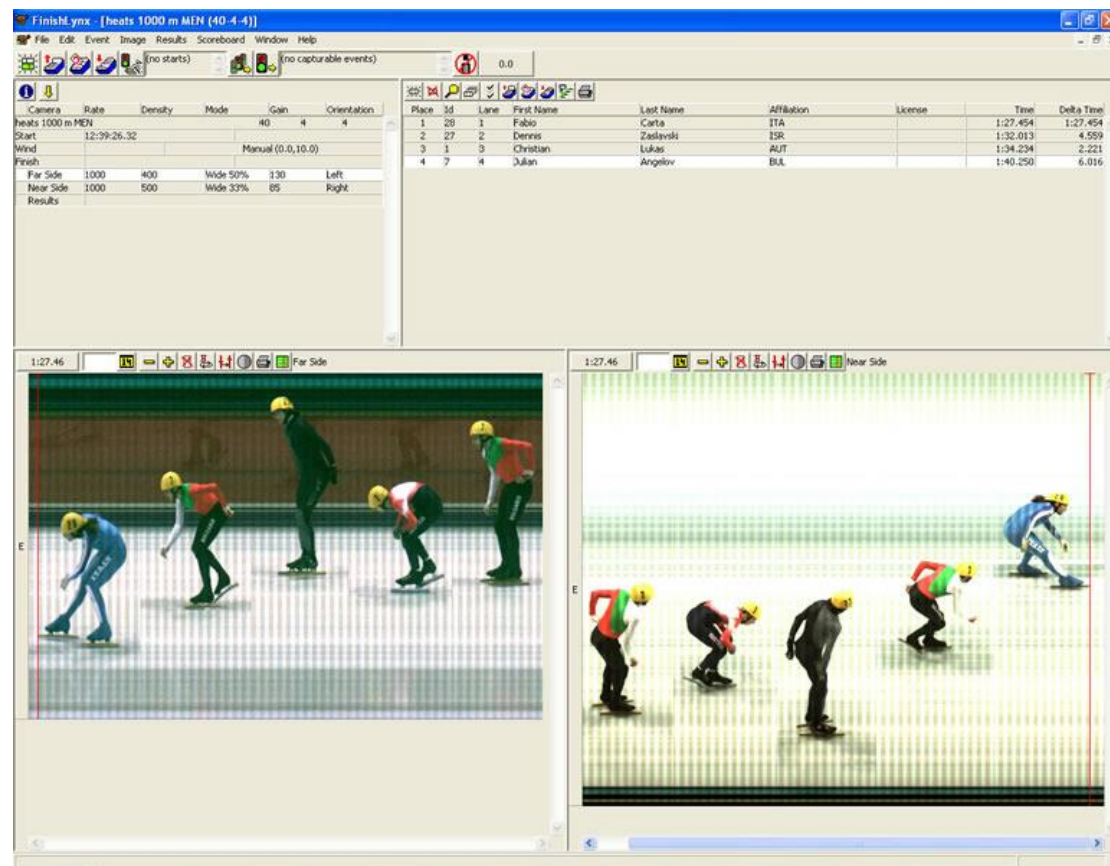 FinishLynx - [heats 1000 m MEN (40-4-4)]
File Edit Event Image Results Scoreboard Window Help
(no starts) (no capturable events) 0.0
Camera Rate Density Mode Gain Orientation
heats 1000 m MEN 40 4 4
Start 12:39:26.32
Wind Manual (0.0,10.0)
Finish
Far Side 1000 400 Wide 50% 130 Left
Near Side 1000 500 Wide 33% 85 Right
Results
Place Id Lane First Name Last Name Affiliation License Time Delta Time
1 28 1 Fabio Carta ITA 1:27.454 1:27.454
2 27 2 Dennis Zaslavski ISR 1:32.013 4.559
3 1 3 Christian Lukas AUT 1:34.234 2.221
4 7 4 Julian Angelov BUL 1:40.250 6.016
1:27.46 Far Side
E
1:27.46 Near Side
E